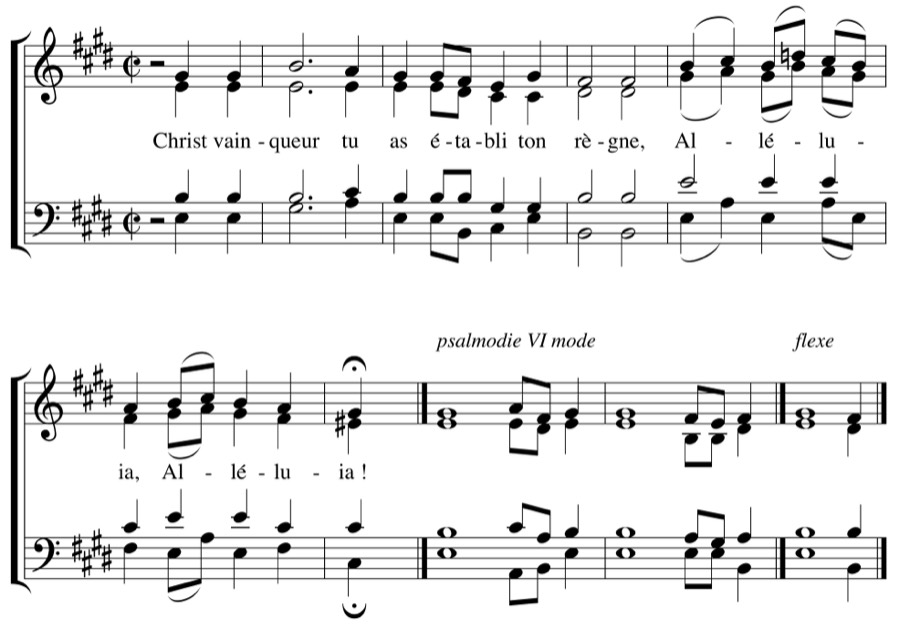 Christ vain - queur tu as é - ta - bli ton rè - gne, Al - lé - lu -
psalmodie VI mode flexe
ia, Al - lé - lu - ia !